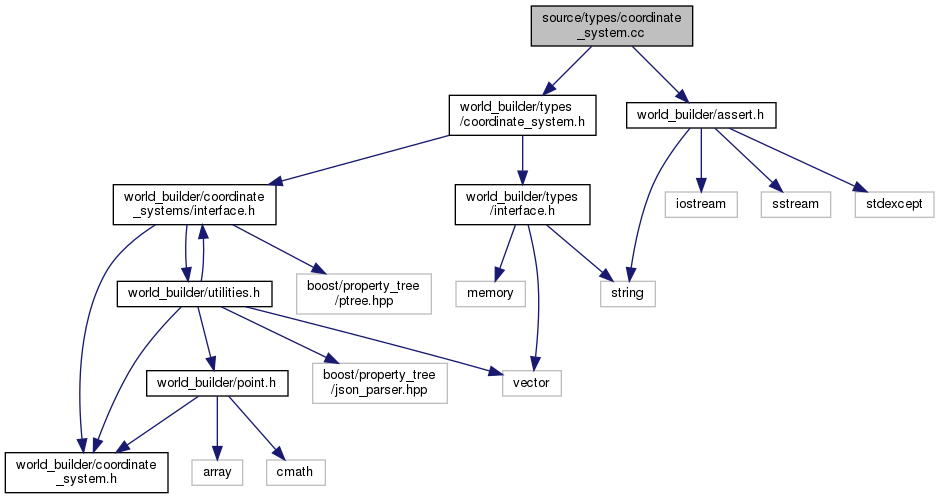 source/types/coordinate
_system.cc
world_builder/types
/coordinate_system.h
world_builder/assert.h
world_builder/coordinate
_systems/interface.h
world_builder/types
/interface.h
iostream
sstream
stdexcept
world_builder/utilities.h
boost/property_tree
/ptree.hpp
memory
string
world_builder/point.h
boost/property_tree
/json_parser.hpp
vector
world_builder/coordinate
_system.h
array
cmath